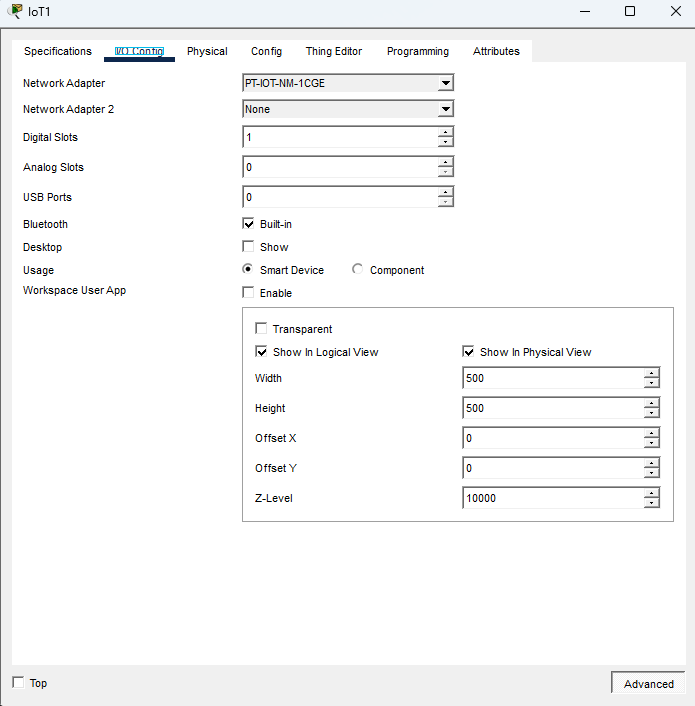 IoT1
Specifications I/O Config Physical Config Thing Editor Programming Attributes
Network Adapter PT-IOT-NM-1CGE
Network Adapter 2 None
Digital Slots 1
Analog Slots 0
USB Ports 0
Bluetooth Built-in
Desktop Show
Usage Smart Device Component
Workspace User App Enable
Transparent
Show In Logical View Show In Physical View
Width 500
Height 500
Offset X 0
Offset Y 0
Z-Level 10000
Top Advanced